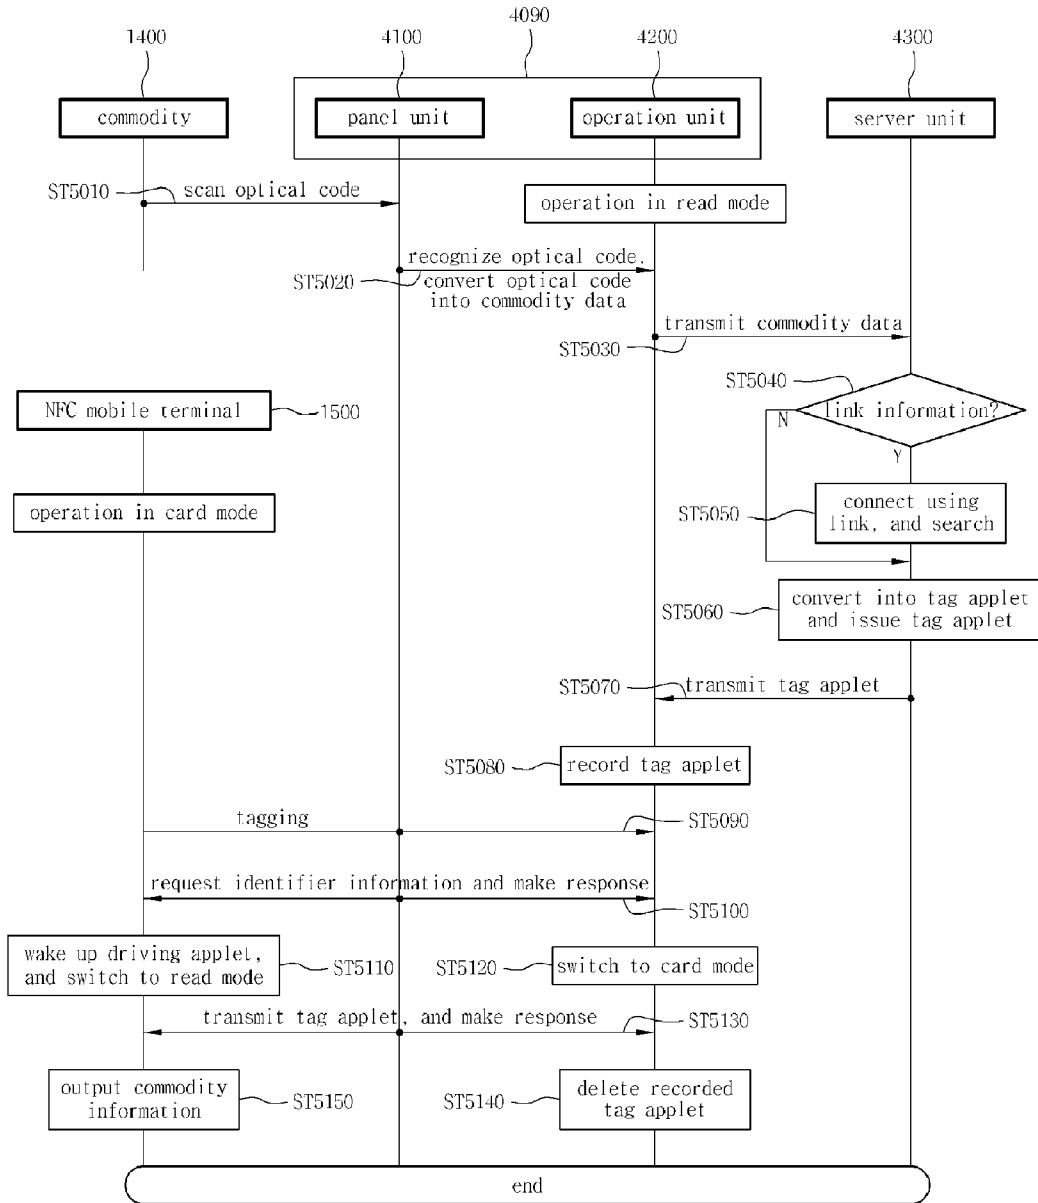 4090
1400
4100
4200
4300
commodity
panel unit
operation unit
server unit
ST5010
scan optical code
operation in read mode
recognize optical code,
ST5020
convert optical code
into commodity data
transmit commodity data
ST5030
ST5040
NFC mobile terminal
1500
link information?
N
Y
operation in card mode
ST5050
connect using
link, and search
ST5060
convert into tag applet
and issue tag applet
ST5070
transmit tag applet
ST5080
record tag applet
tagging
ST5090
request identifier information and make response
ST5100
wake up driving applet,
and switch to read mode
ST5110
ST5120
switch to card mode
transmit tag applet, and make response
ST5130
output commodity
information
ST5150
ST5140
delete recorded
tag applet
end